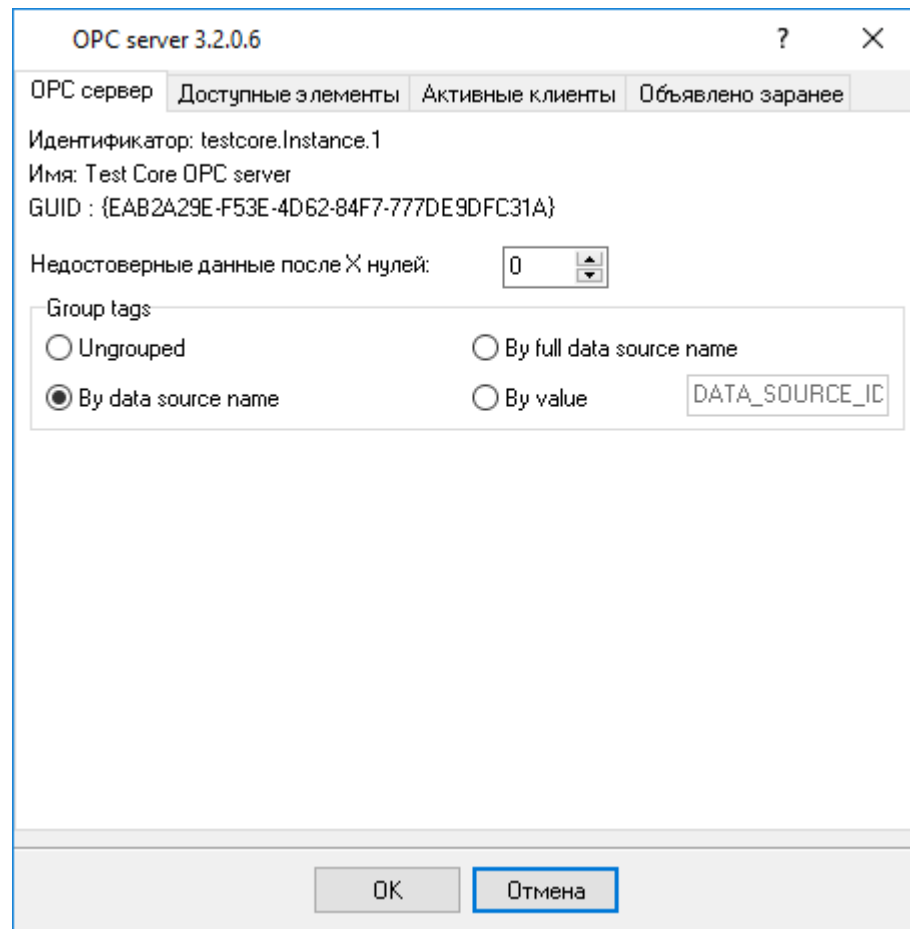 OPC server 3.2.0.6 ?
OPC сервер Доступные элементы Активные клиенты Объявлено заранее
Идентификатор: testcore.Instance.1
Имя: Test Core OPC server
GUID : {EAB2A29E-F53E-4D62-84F7-777DE9DFC31A}
Недостоверные данные после X нулей: 0
Group tags
Ungrouped By full data source name
By data source name By value DATA_SOURCE_ID
OK Отмена